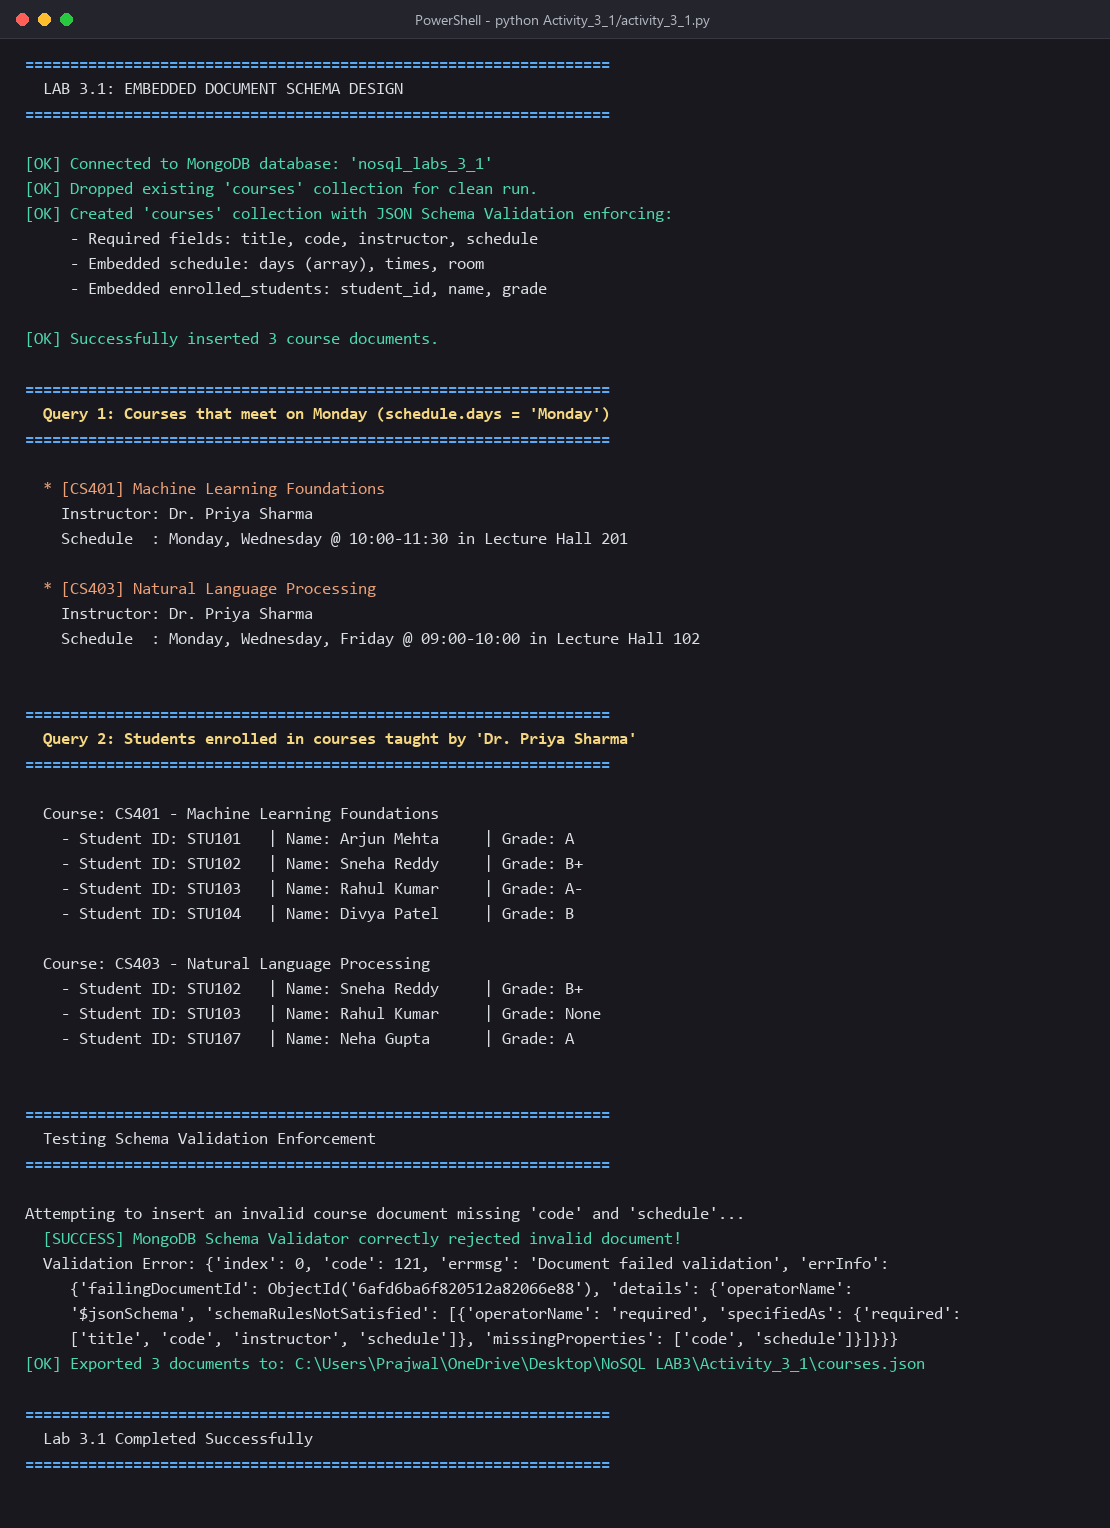 PowerShell - python Activity_3_1/activity_3_1.py
=================================================================
LAB 3.1: EMBEDDED DOCUMENT SCHEMA DESIGN
=================================================================
[OK] Connected to MongoDB database: 'nosql_labs_3_1'
[OK] Dropped existing 'courses' collection for clean run.
[OK] Created 'courses' collection with JSON Schema Validation enforcing:
- Required fields: title, code, instructor, schedule
- Embedded schedule: days (array), times, room
- Embedded enrolled_students: student_id, name, grade
[OK] Successfully inserted 3 course documents.
=================================================================
Query 1: Courses that meet on Monday (schedule.days = 'Monday')
=================================================================
* [CS401] Machine Learning Foundations
Instructor: Dr. Priya Sharma
Schedule  : Monday, Wednesday @ 10:00-11:30 in Lecture Hall 201
* [CS403] Natural Language Processing
Instructor: Dr. Priya Sharma
Schedule  : Monday, Wednesday, Friday @ 09:00-10:00 in Lecture Hall 102
=================================================================
Query 2: Students enrolled in courses taught by 'Dr. Priya Sharma'
=================================================================
Course: CS401 - Machine Learning Foundations
- Student ID: STU101   | Name: Arjun Mehta     | Grade: A
- Student ID: STU102   | Name: Sneha Reddy     | Grade: B+
- Student ID: STU103   | Name: Rahul Kumar     | Grade: A-
- Student ID: STU104   | Name: Divya Patel     | Grade: B
Course: CS403 - Natural Language Processing
- Student ID: STU102   | Name: Sneha Reddy     | Grade: B+
- Student ID: STU103   | Name: Rahul Kumar     | Grade: None
- Student ID: STU107   | Name: Neha Gupta      | Grade: A
=================================================================
Testing Schema Validation Enforcement
=================================================================
Attempting to insert an invalid course document missing 'code' and 'schedule'...
[SUCCESS] MongoDB Schema Validator correctly rejected invalid document!
Validation Error: {'index': 0, 'code': 121, 'errmsg': 'Document failed validation', 'errInfo':
{'failingDocumentId': ObjectId('6afd6ba6f820512a82066e88'), 'details': {'operatorName':
'$jsonSchema', 'schemaRulesNotSatisfied': [{'operatorName': 'required', 'specifiedAs': {'required':
['title', 'code', 'instructor', 'schedule']}, 'missingProperties': ['code', 'schedule']}]}}}
[OK] Exported 3 documents to: C:\Users\Prajwal\OneDrive\Desktop\NoSQL LAB3\Activity_3_1\courses.json
=================================================================
Lab 3.1 Completed Successfully
=================================================================